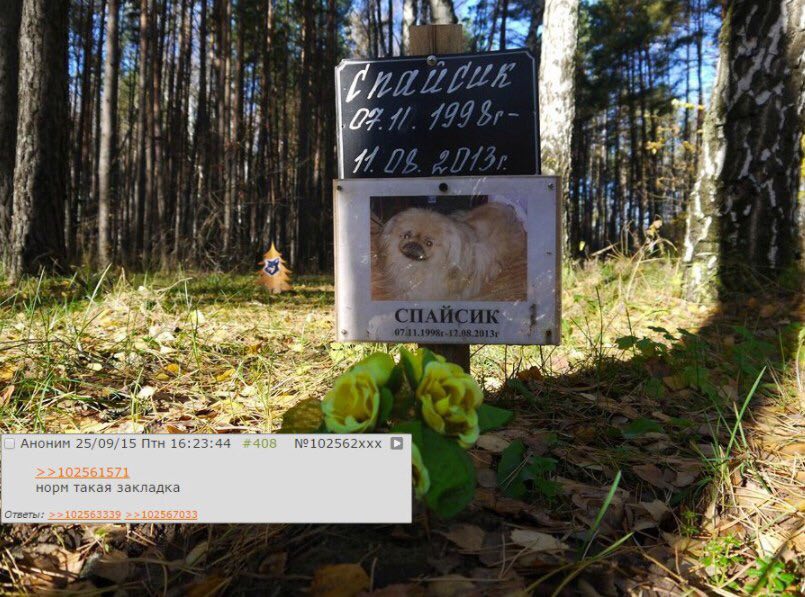 Спайсик
07.11. 1998г-
11.08. 2013г.
СПАЙСИК
07.11.1998г-12.08.2013г
Аноним 25/09/15 Птн 16:23:44 #408 №102562xxx
>>102561571
норм такая закладка
Ответы: >>102563339 >>102567033